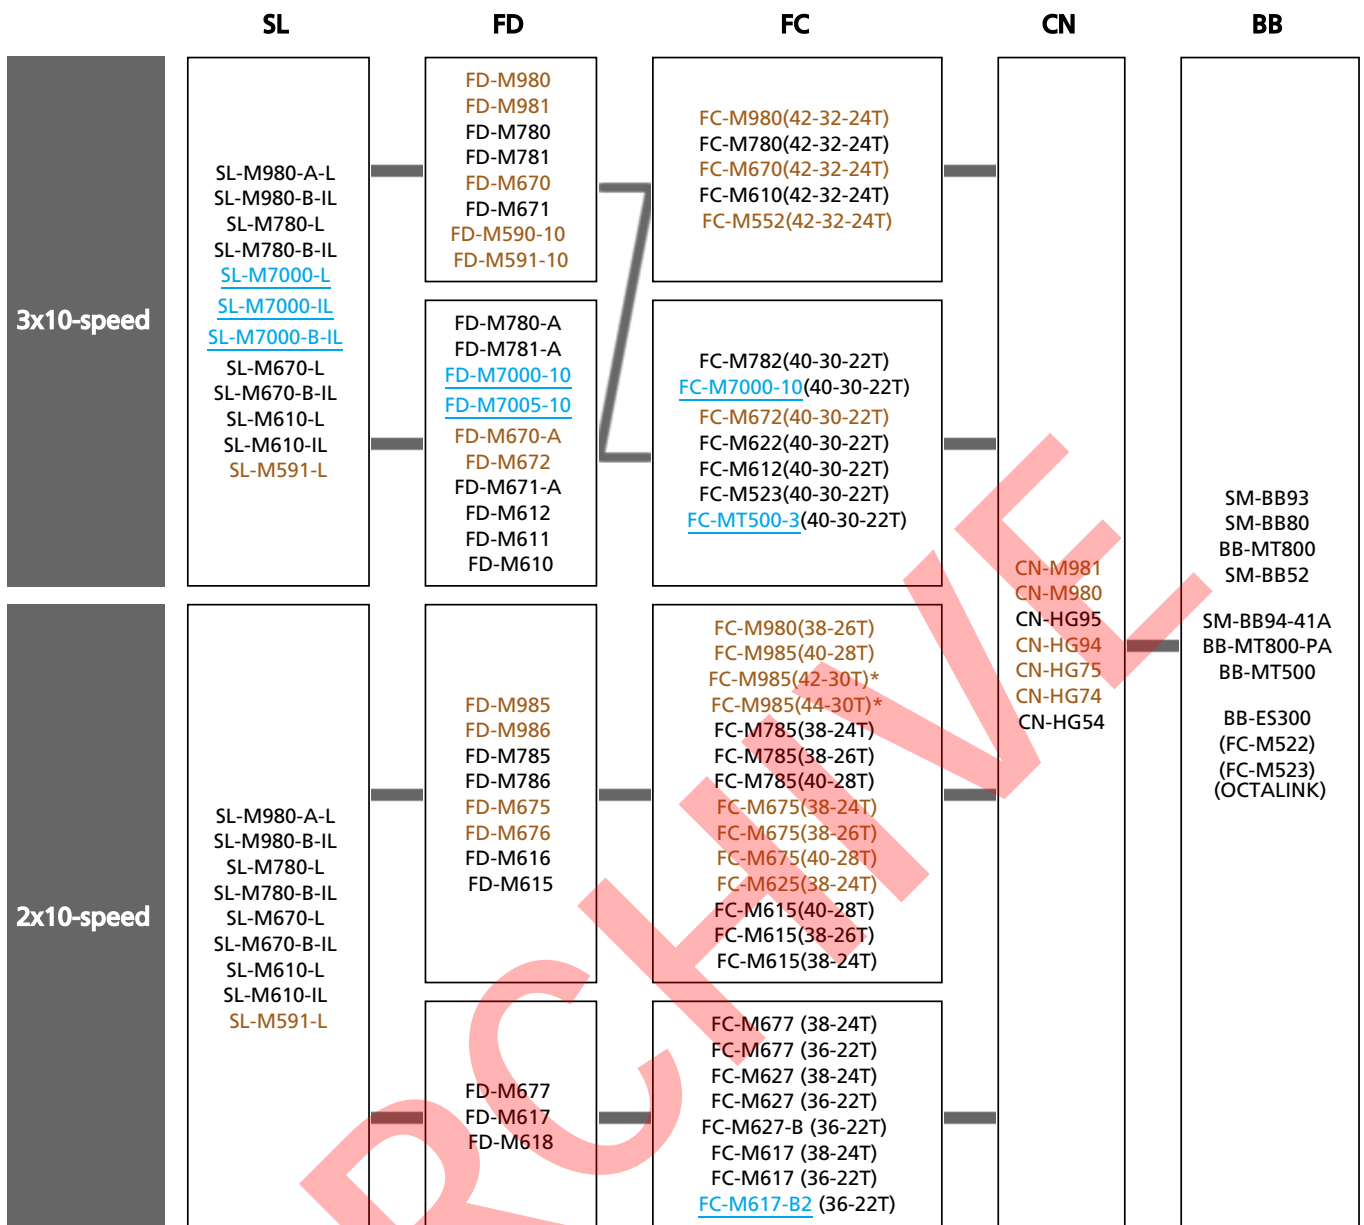 SL
FD
FC
CN
BB
3x10-speed
SL-M980-A-L
SL-M980-B-IL
SL-M780-L
SL-M780-B-IL
SL-M7000-L
SL-M7000-IL
SL-M7000-B-IL
SL-M670-L
SL-M670-B-IL
SL-M610-L
SL-M610-IL
SL-M591-L
FD-M980
FD-M981
FD-M780
FD-M781
FD-M670
FD-M671
FD-M590-10
FD-M591-10
FD-M780-A
FD-M781-A
FD-M7000-10
FD-M7005-10
FD-M670-A
FD-M672
FD-M671-A
FD-M612
FD-M611
FD-M610
FC-M980(42-32-24T)
FC-M780(42-32-24T)
FC-M670(42-32-24T)
FC-M610(42-32-24T)
FC-M552(42-32-24T)
FC-M782(40-30-22T)
FC-M7000-10(40-30-22T)
FC-M672(40-30-22T)
FC-M622(40-30-22T)
FC-M612(40-30-22T)
FC-M523(40-30-22T)
FC-MT500-3(40-30-22T)
2x10-speed
SL-M980-A-L
SL-M980-B-IL
SL-M780-L
SL-M780-B-IL
SL-M670-L
SL-M670-B-IL
SL-M610-L
SL-M610-IL
SL-M591-L
FD-M985
FD-M986
FD-M785
FD-M786
FD-M675
FD-M676
FD-M616
FD-M615
FD-M677
FD-M617
FD-M618
FC-M980(38-26T)
FC-M985(40-28T)
FC-M985(42-30T)*
FC-M985(44-30T)*
FC-M785(38-24T)
FC-M785(38-26T)
FC-M785(40-28T)
FC-M675(38-24T)
FC-M675(38-26T)
FC-M675(40-28T)
FC-M625(38-24T)
FC-M615(40-28T)
FC-M615(38-26T)
FC-M615(38-24T)
FC-M677 (38-24T)
FC-M677 (36-22T)
FC-M627 (38-24T)
FC-M627 (36-22T)
FC-M627-B (36-22T)
FC-M617 (38-24T)
FC-M617 (36-22T)
FC-M617-B2 (36-22T)
CN-M981
CN-M980
CN-HG95
CN-HG94
CN-HG75
CN-HG74
CN-HG54
SM-BB93
SM-BB80
BB-MT800
SM-BB52
SM-BB94-41A
BB-MT800-PA
BB-MT500
BB-ES300
(FC-M522)
(FC-M523)
(OCTALINK)
RCHIVE